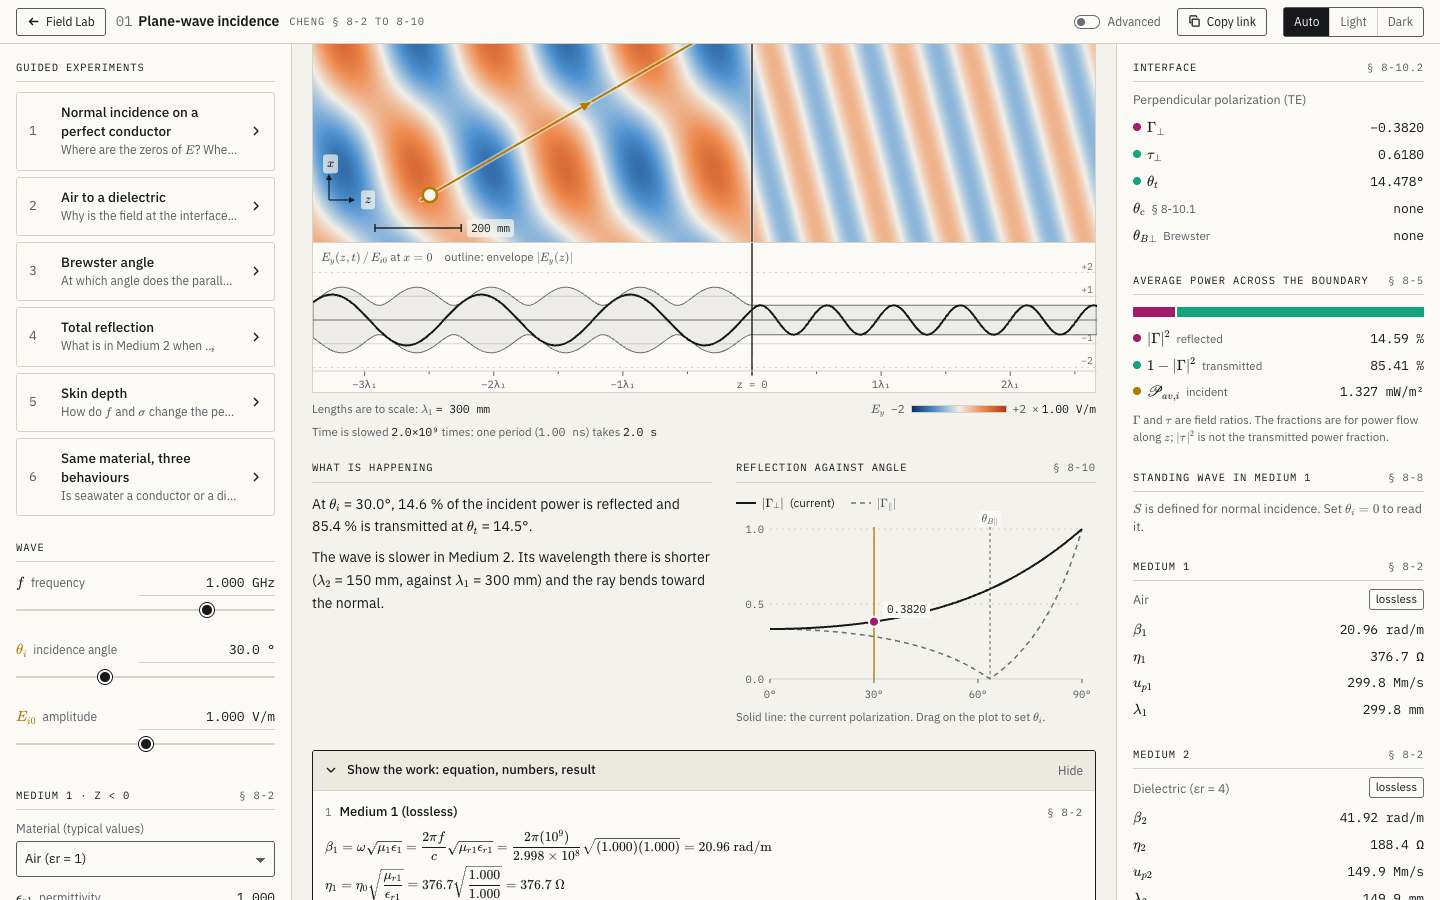 ← Field Lab
01 Plane-wave incidence CHENG § 8-2 TO 8-10
Advanced
Copy link
Auto Light Dark
GUIDED EXPERIMENTS
1 Normal incidence on a perfect conductor
Where are the zeros of E? Whe…
2 Air to a dielectric
Why is the field at the interface…
3 Brewster angle
At which angle does the parall…
4 Total reflection
What is in Medium 2 when …
5 Skin depth
How do f and σ change the pe…
6 Same material, three behaviours
Is seawater a conductor or a di…
WAVE
f frequency 1.000 GHz
θi incidence angle 30.0 °
Ei0 amplitude 1.000 V/m
MEDIUM 1 · Z < 0 § 8-2
Material (typical values)
Air (εr = 1)
ϵr1 permittivity 1.000
x
z
200 mm
Ey(z,t) / Ei0 at x = 0 outline: envelope |Ey(z)|
+2
+1
−1
−2
−3λ₁ −2λ₁ −1λ₁ z = 0 1λ₁ 2λ₁
Lengths are to scale: λ1 = 300 mm
Ey −2 +2 × 1.00 V/m
Time is slowed 2.0×10⁹ times: one period (1.00 ns) takes 2.0 s
WHAT IS HAPPENING
At θi = 30.0°, 14.6 % of the incident power is reflected and
85.4 % is transmitted at θt = 14.5°.
The wave is slower in Medium 2. Its wavelength there is shorter
(λ2 = 150 mm, against λ1 = 300 mm) and the ray bends toward
the normal.
REFLECTION AGAINST ANGLE § 8-10
|Γ⊥| (current) |Γ∥|
θB∥
1.0
0.5
0.0
0.3820
0° 30° 60° 90°
Solid line: the current polarization. Drag on the plot to set θi.
Show the work: equation, numbers, result Hide
1 Medium 1 (lossless) § 8-2
β1 = ω√μ1ϵ1 = 2πf/c √μr1ϵr1 = 2π(10⁹)/2.998 × 10⁸ √(1.000)(1.000) = 20.96 rad/m
η1 = η0√μr1/ϵr1 = 376.7√1.000/1.000 = 376.7 Ω
INTERFACE § 8-10.2
Perpendicular polarization (TE)
Γ⊥ −0.3820
τ⊥ 0.6180
θt 14.478°
θc § 8-10.1 none
θB⊥ Brewster none
AVERAGE POWER ACROSS THE BOUNDARY § 8-5
|Γ|² reflected 14.59 %
1 − |Γ|² transmitted 85.41 %
𝒫av,i incident 1.327 mW/m²
Γ and τ are field ratios. The fractions are for power flow
along z; |τ|² is not the transmitted power fraction.
STANDING WAVE IN MEDIUM 1 § 8-8
S is defined for normal incidence. Set θi = 0 to read
it.
MEDIUM 1 § 8-2
Air lossless
β1 20.96 rad/m
η1 376.7 Ω
up1 299.8 Mm/s
λ1 299.8 mm
MEDIUM 2 § 8-2
Dielectric (εr = 4) lossless
β2 41.92 rad/m
η2 188.4 Ω
up2 149.9 Mm/s
λ2 149.9 mm